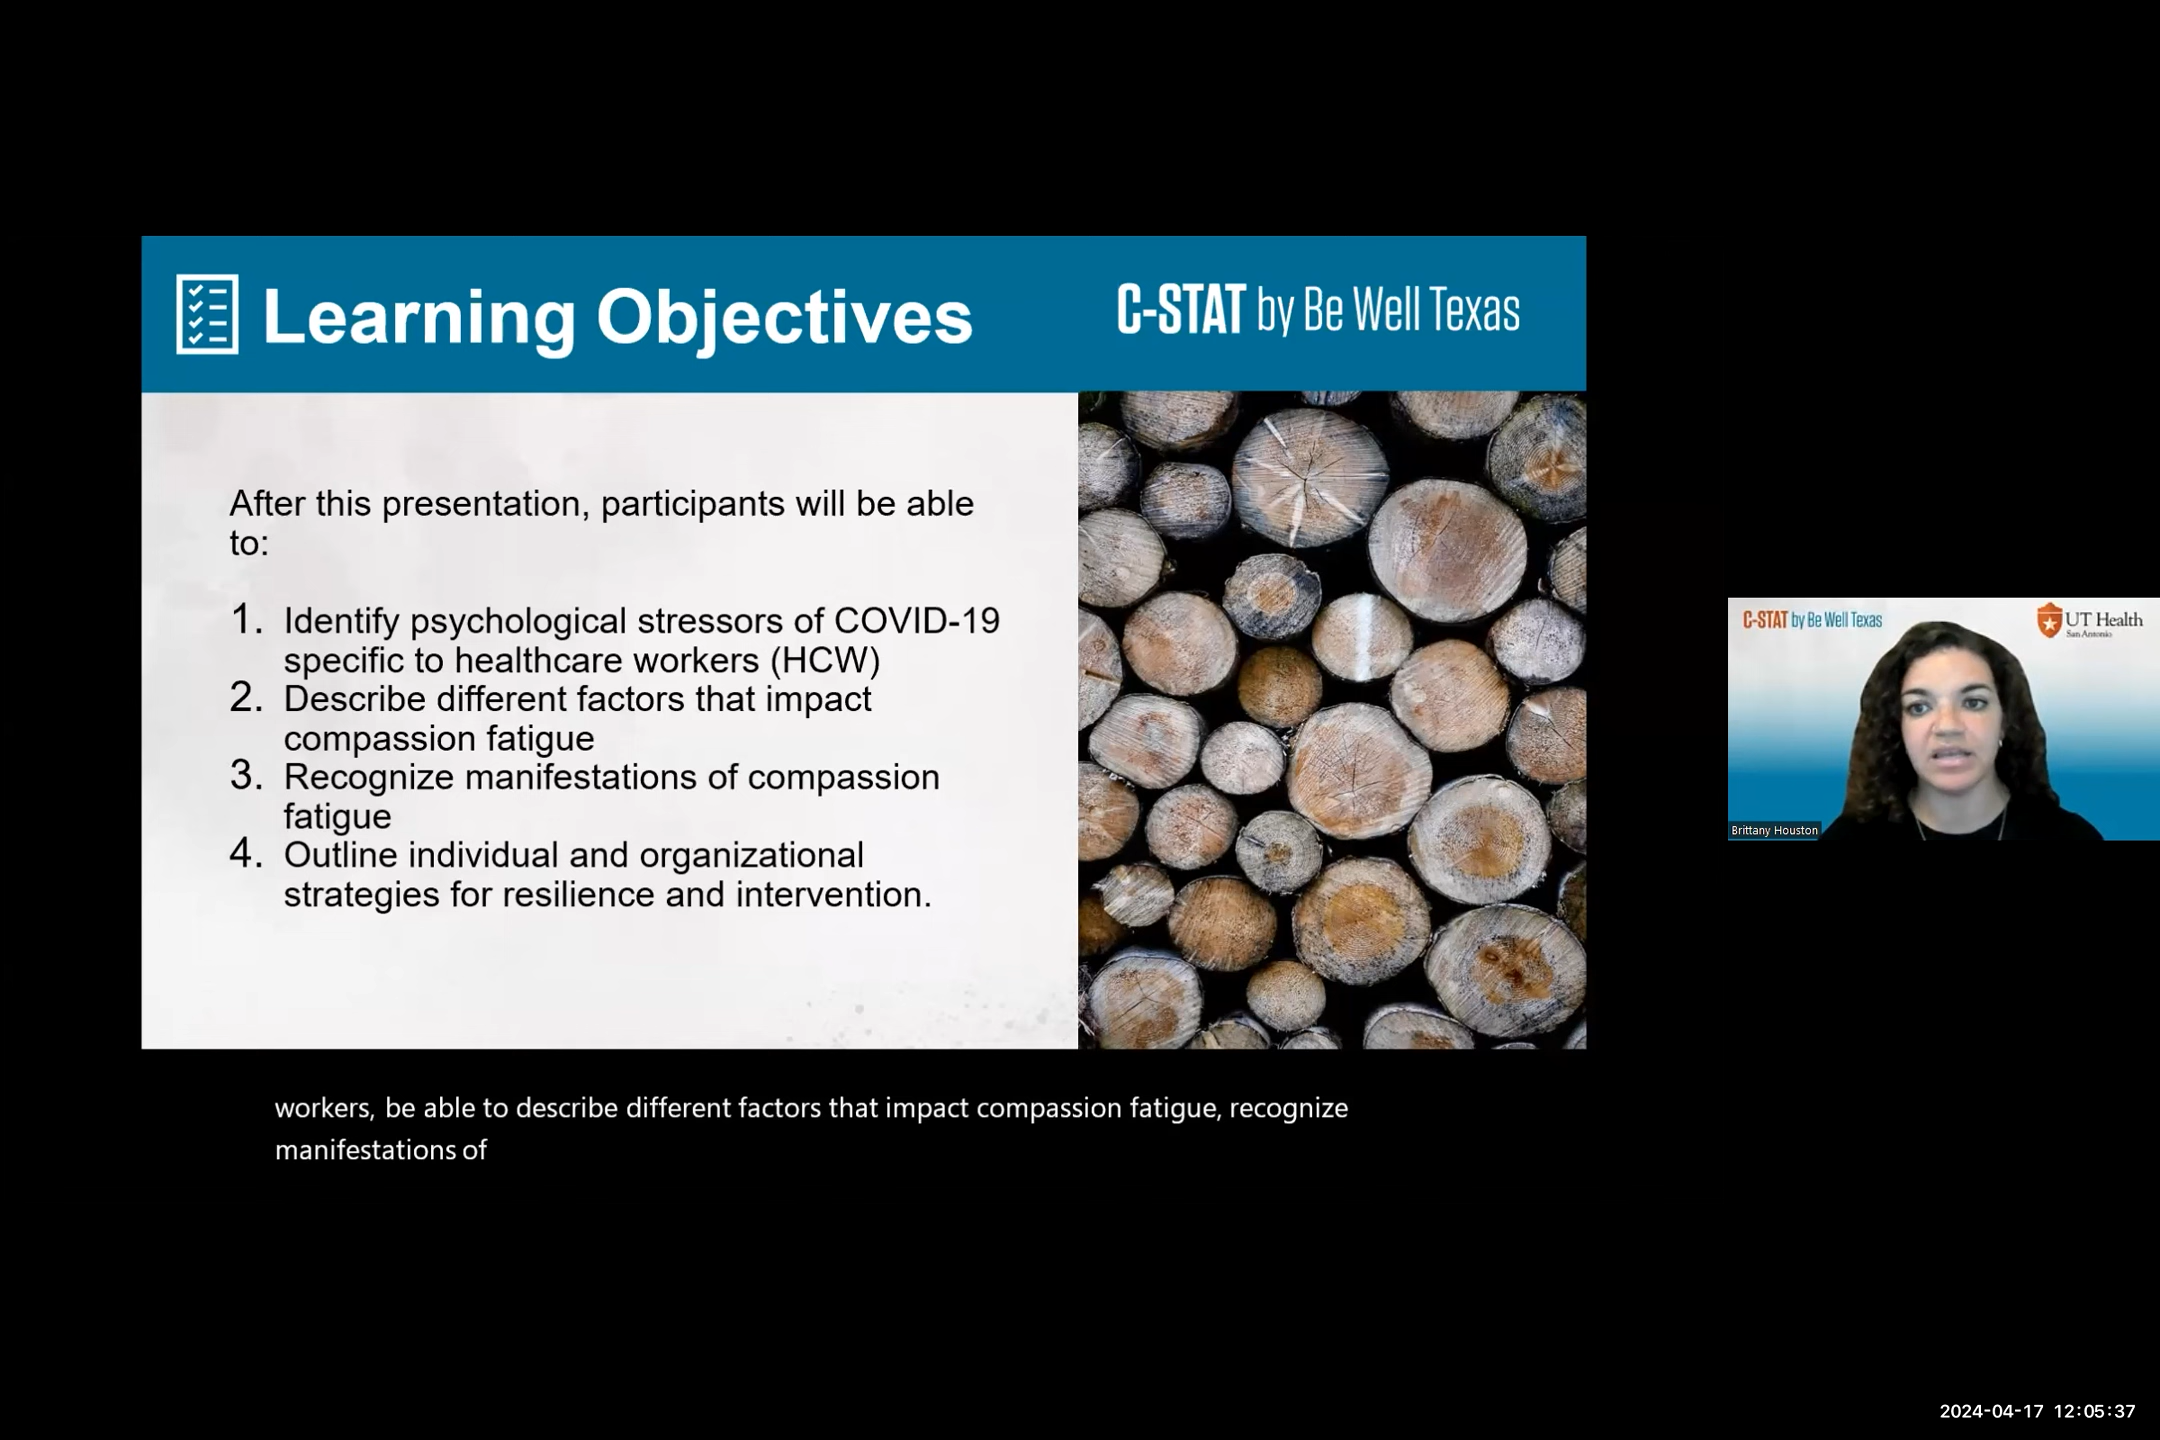 Learning Objectives
C-STAT by Be Well Texas
After this presentation, participants will be able
to:
1. Identify psychological stressors of COVID-19
specific to healthcare workers (HCW)
2. Describe different factors that impact
compassion fatigue
3. Recognize manifestations of compassion
fatigue
4. Outline individual and organizational
strategies for resilience and intervention.
C-STAT by Be Well Texas
UT Health
San Antonio
Brittany Houston
workers, be able to describe different factors that impact compassion fatigue, recognize
manifestations of
2024-04-17 12:05:37